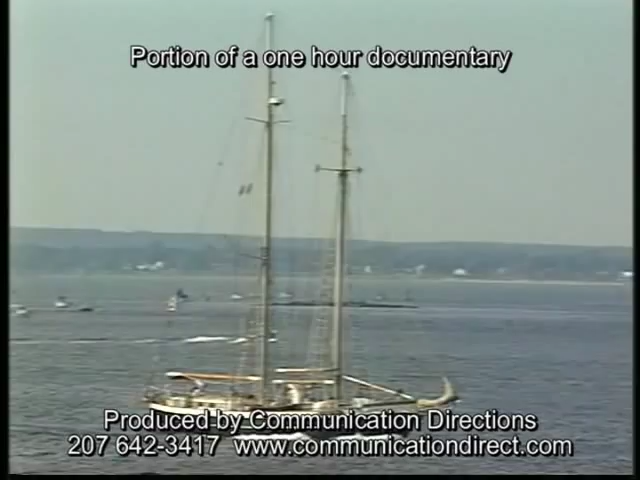 Portion of a one hour documentary
Produced by Communication Directions
207 642-3417  www.communicationdirect.com